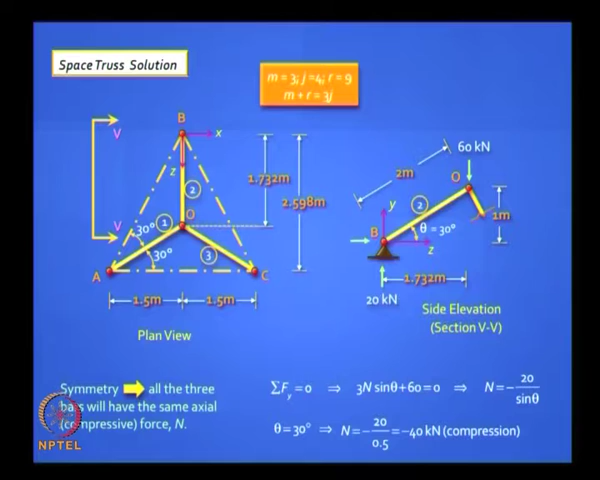 Space Truss Solution
m = 3; j = 4; r = 9
m + r = 3j
B
V
x
z
2
1.732m
2.598m
V
1
O
30°
30°
3
A
C
1.5m
1.5m
Plan View
60 kN
2m
O
2
y
1m
B
θ = 30°
z
1.732m
20 kN
Side Elevation
(Section V-V)
Symmetry ➡ all the three
bars will have the same axial
(compressive) force, N.
∑Fy = 0 ⇒ 3N sinθ + 60 = 0 ⇒ N = -20/sinθ
θ = 30° ⇒ N = -20/0.5 = -40 kN (compression)
NPTEL